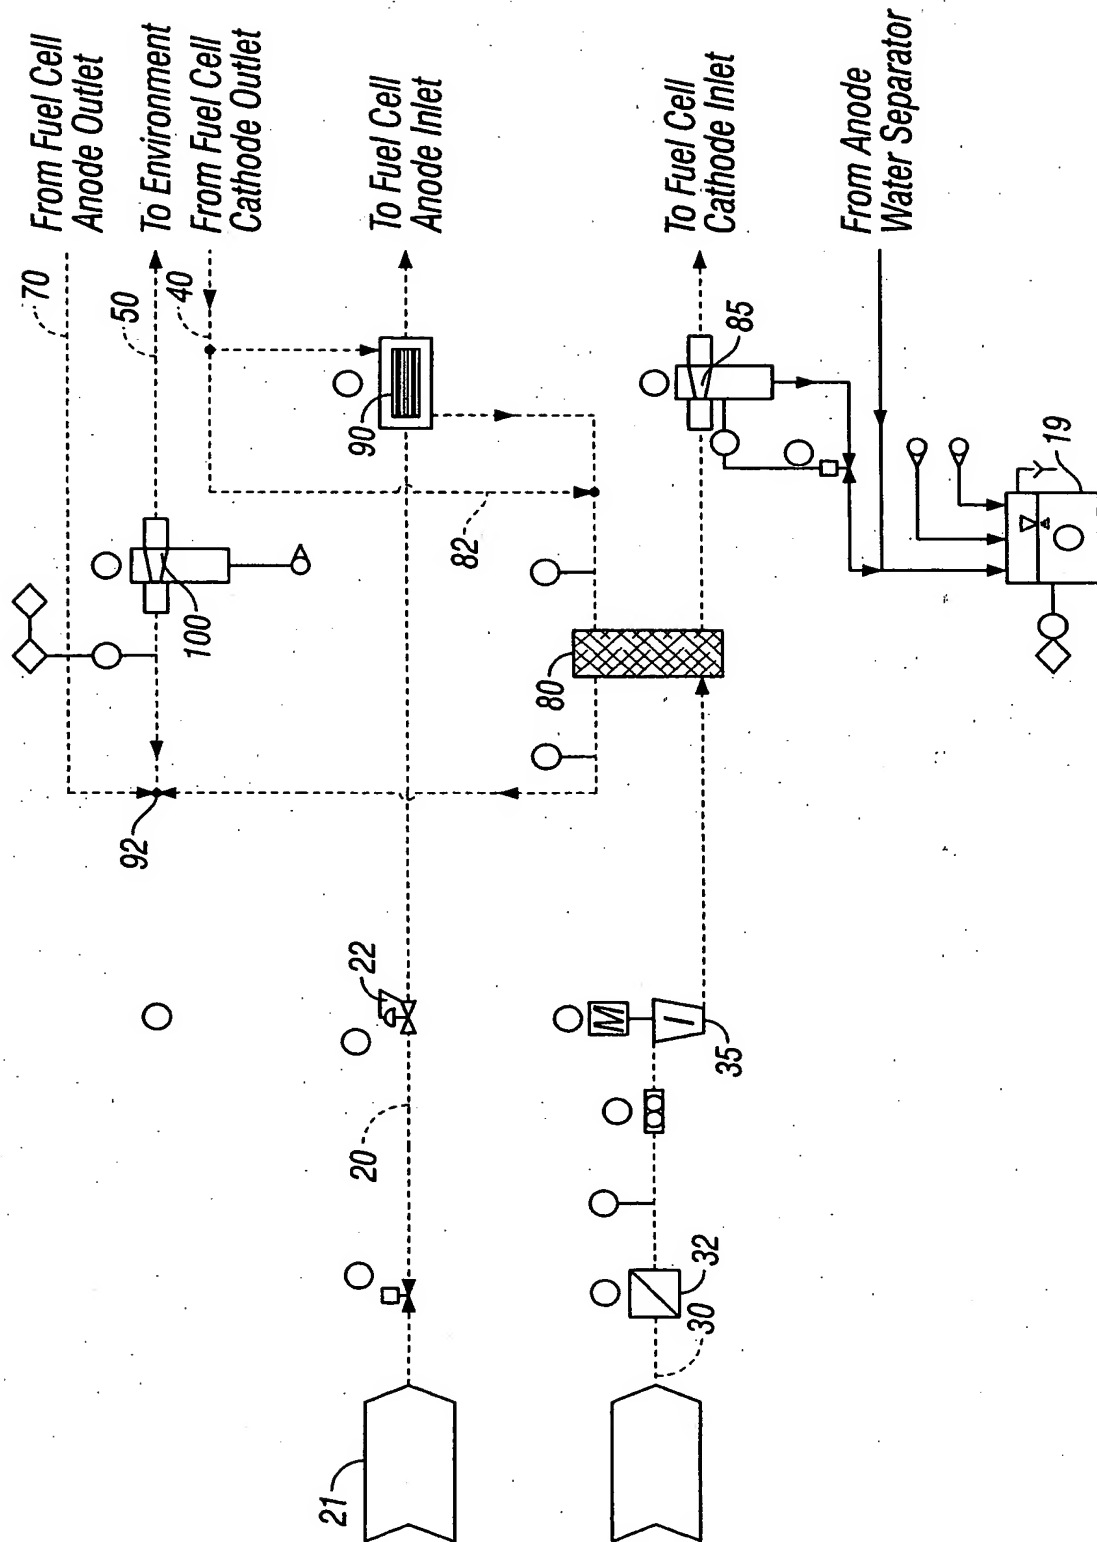 From Fuel Cell
Anode Outlet
To Environment
From Fuel Cell
Cathode Outlet
To Fuel Cell
Anode Inlet
To Fuel Cell
Cathode Inlet
From Anode
Water Separator
70
50
40
90
85
82
100
19
80
92
22
M
35
20
32
30
21